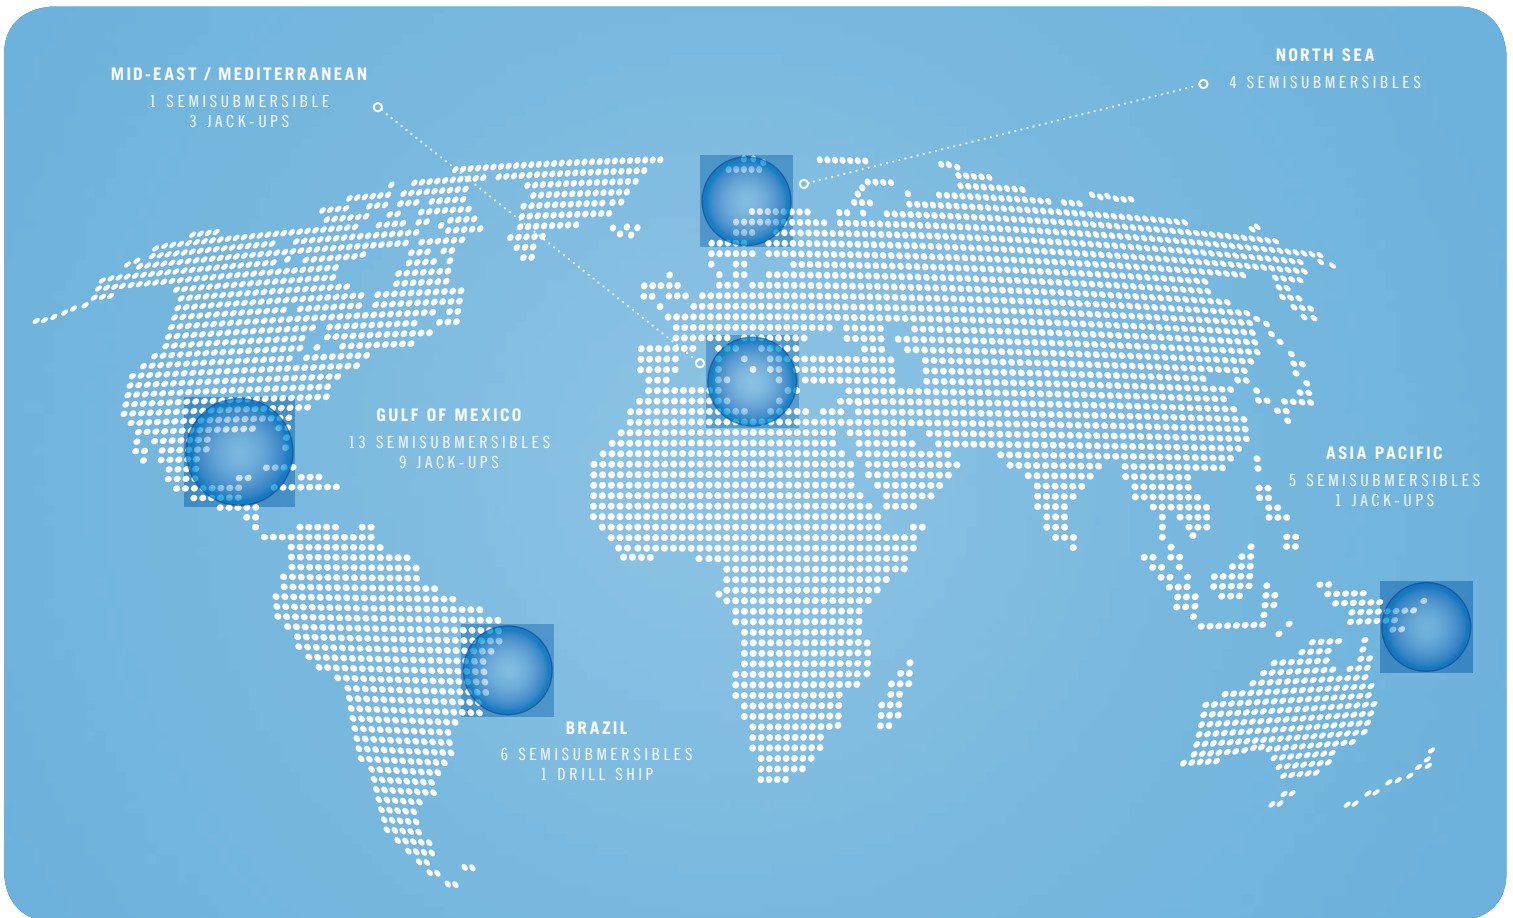 MID-EAST / MEDITERRANEAN
1 SEMISUBMERSIBLE
3 JACK-UPS
NORTH SEA
4 SEMISUBMERSIBLES
GULF OF MEXICO
13 SEMISUBMERSIBLES
9 JACK-UPS
ASIA PACIFIC
5 SEMISUBMERSIBLES
1 JACK-UPS
BRAZIL
6 SEMISUBMERSIBLES
1 DRILL SHIP